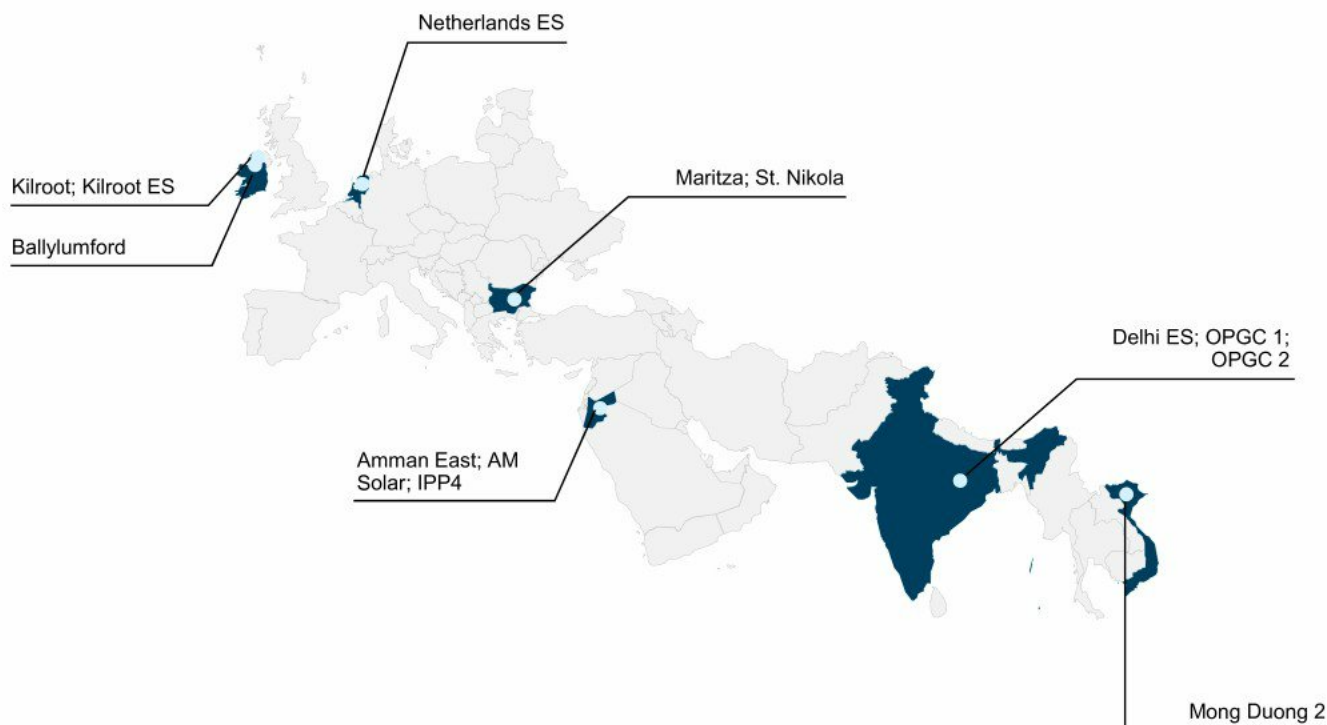 Netherlands ES
Kilroot; Kilroot ES
Maritza; St. Nikola
Ballylumford
Delhi ES; OPGC 1;
OPGC 2
Amman East; AM
Solar; IPP4
Mong Duong 2